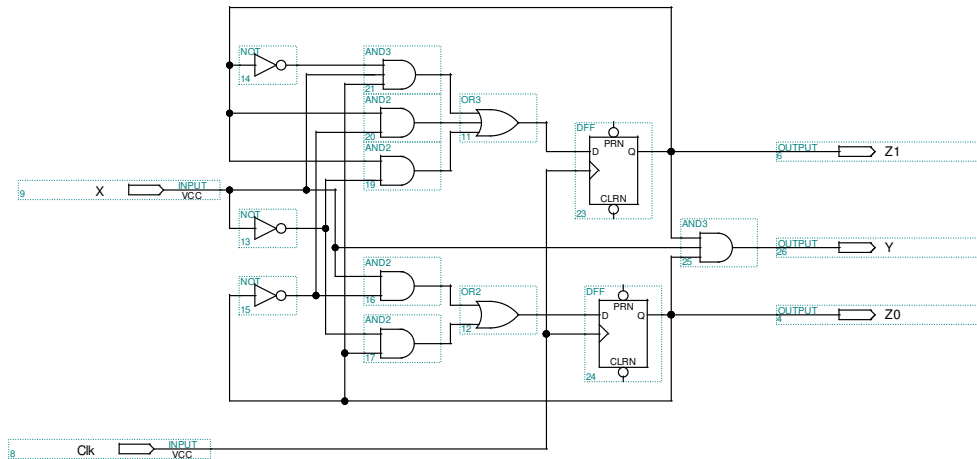 NOT
14
AND3
21
AND2
20
OR3
11
AND2
19
DFF
PRN
D
Q
CLRN
23
OUTPUT
6
Z1
9
X
INPUT
VCC
NOT
13
AND3
25
OUTPUT
26
Y
NOT
15
AND2
16
OR2
12
AND2
17
DFF
PRN
D
Q
CLRN
24
OUTPUT
4
Z0
8
Clk
INPUT
VCC